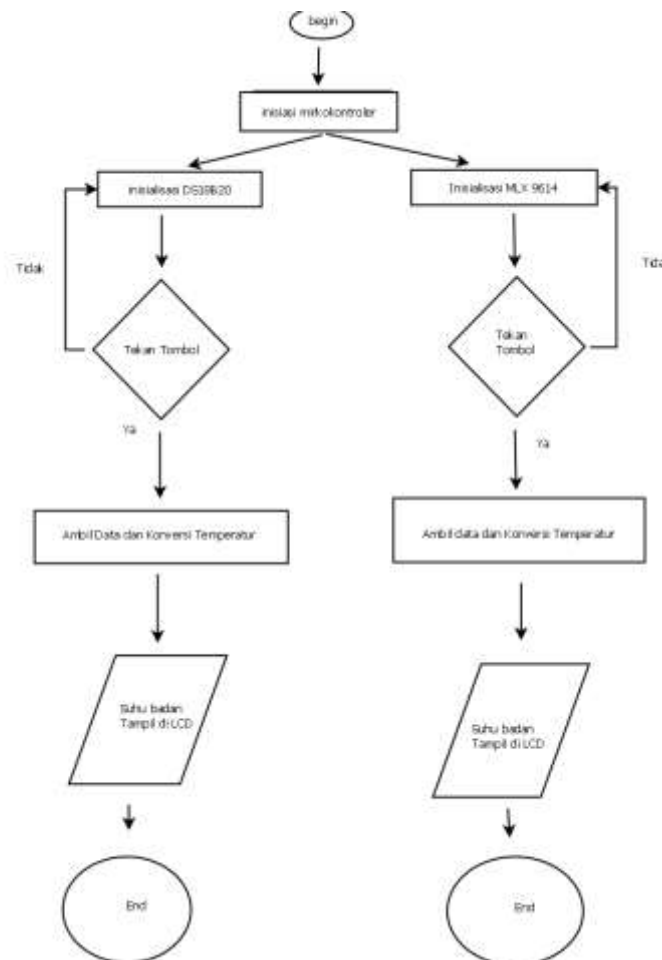 begin
inisiasi mirkokontroler
inisialisasi DS18B20
Inisialisasi MLX 9614
Tidak
Tida
Tekan Tombol
Tekan
Tombol
Ya
Ya
Ambil Data dan Konversi Temperatur
Ambil data dan Konversi Temperatur
Suhu badan
Tampil di LCD
Suhu badan
Tampil di LCD
End
End